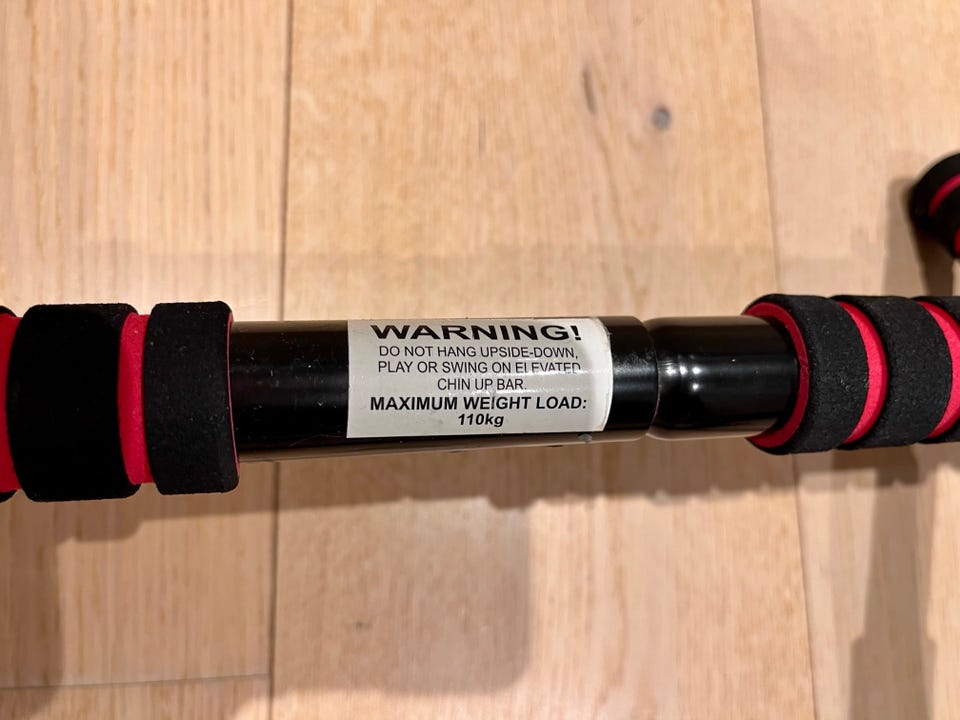 WARNING!
DO NOT HANG UPSIDE-DOWN,
PLAY OR SWING ON ELEVATED
CHIN UP BAR.
MAXIMUM WEIGHT LOAD:
110kg